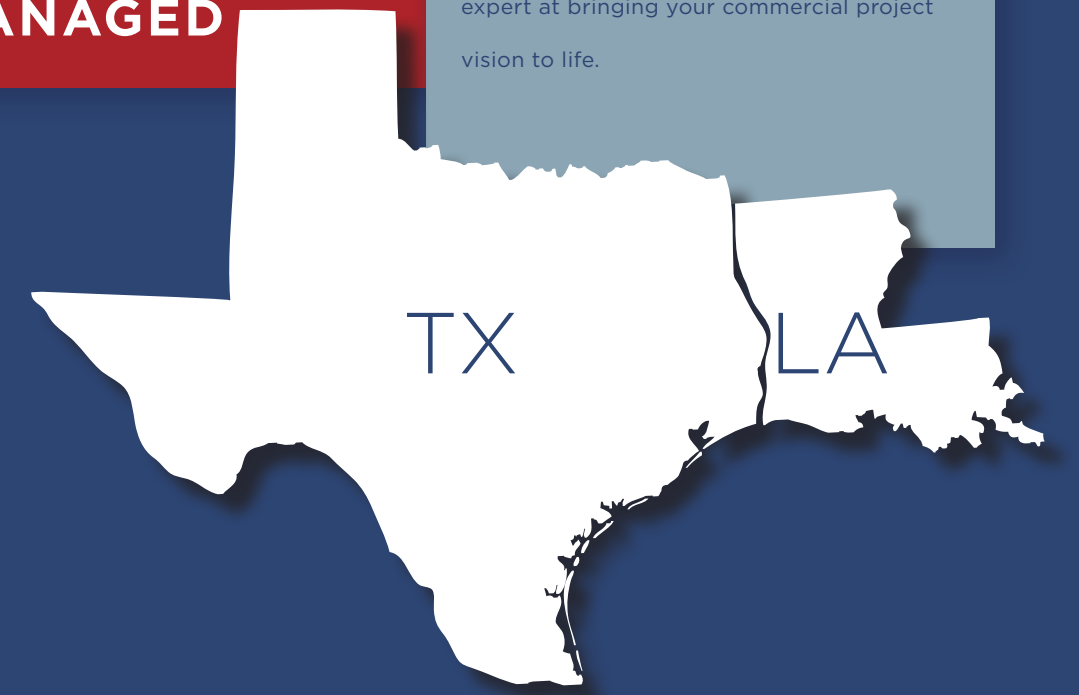 ANAGED
expert at bringing your commercial project
vision to life.
TX
LA